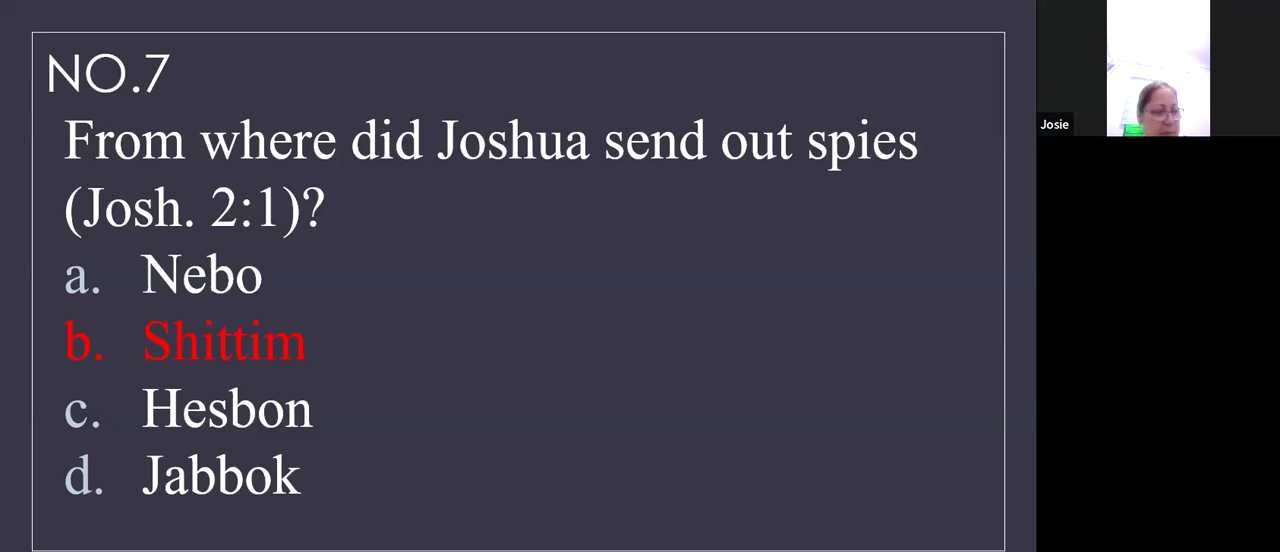 NO.7
From where did Joshua send out spies
(Josh. 2:1)?
a. Nebo
b. Shittim
c. Hesbon
d. Jabbok
Josie